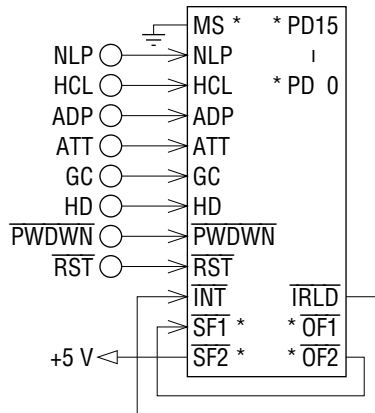 MS * * PD15
NLP NLP
HCL HCL * PD 0
ADP ADP
ATT ATT
GC GC
HD HD
PWDWN PWDWN
RST RST
INT IRLD
SF1 * * OF1
+5 V SF2 * * OF2